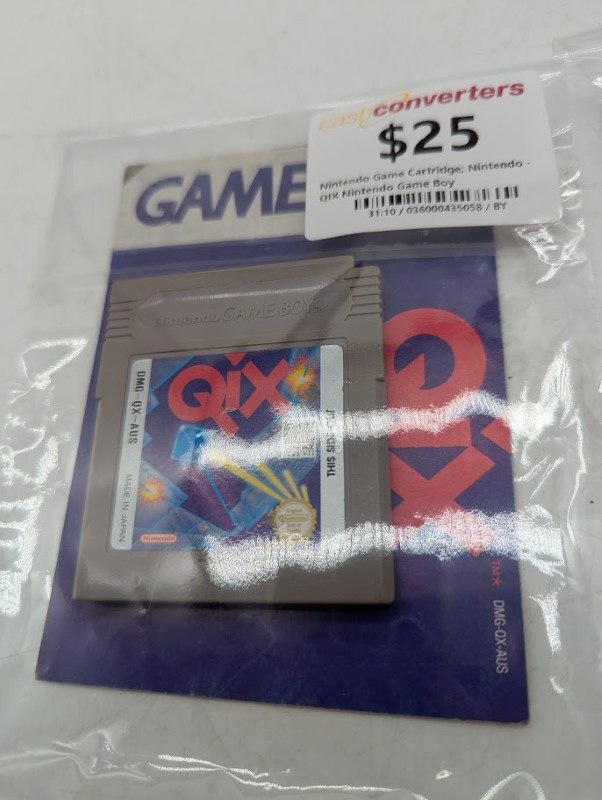 cash converters
$25
Nintendo Game Cartridge; Nintendo -
QIX Nintendo Game Boy
31:10 / 036000435058 / BY
GAME
Nintendo GAME BOY
QIX
DMG-QX-AUS
MADE IN JAPAN
THIS SIDE
Nintendo
QIX
TM
DMG-QX-AUS